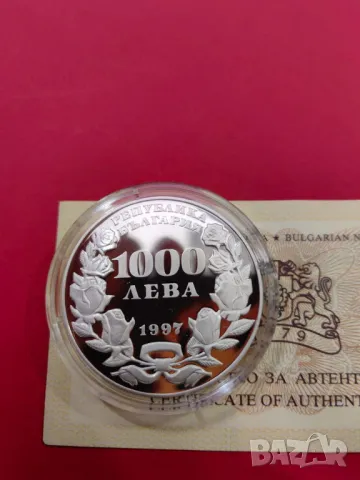 РЕПУБЛИКА
БЪЛГАРИЯ
1000
ЛЕВА
1997
★ BULGARIAN N
79
ЗА АВТЕНТ
CERTIFICATE OF AUTHENT
bazar